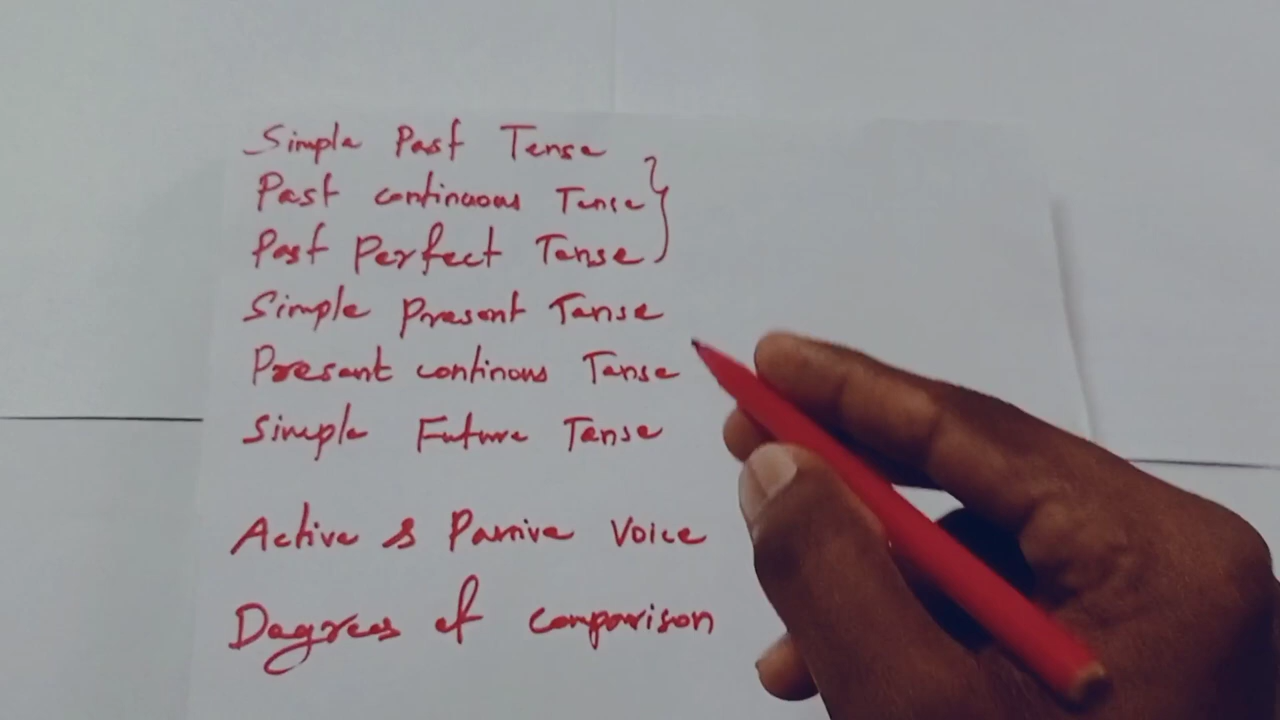 Simple Past Tense
Past continuous Tense
Past Perfect Tense
Simple Present Tense
Present continous Tense
Simple Future Tense
Active & Passive Voice
Degrees of comparison